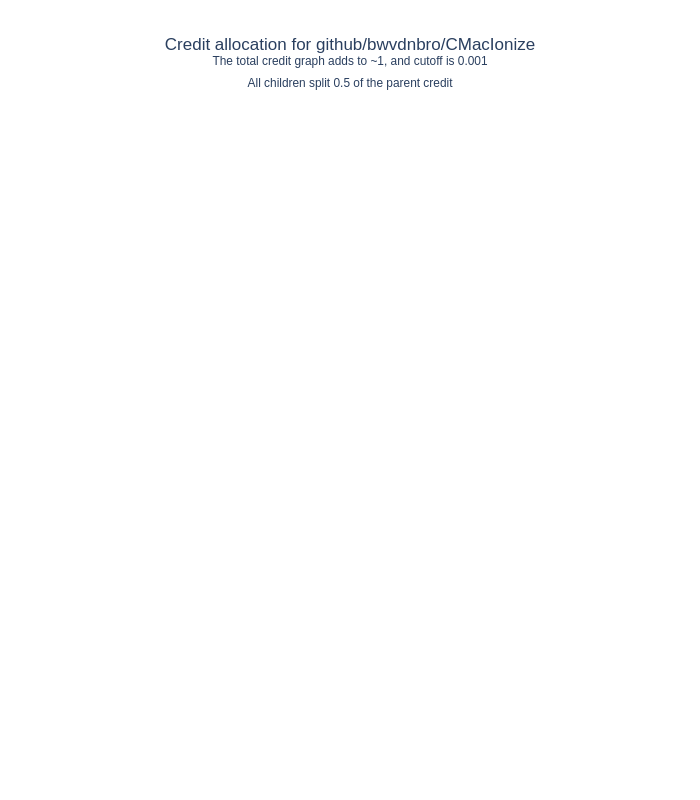 Credit allocation for github/bwvdnbro/CMacIonize
The total credit graph adds to ~1, and cutoff is 0.001
All children split 0.5 of the parent credit